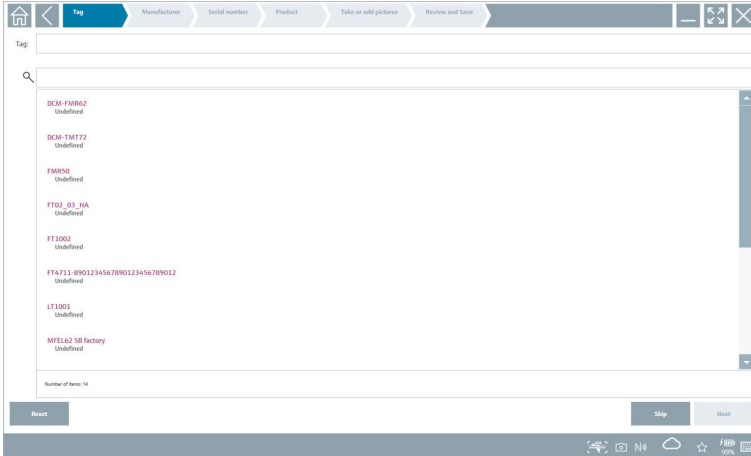 Tag
Manufacturer
Serial number
Product
Take or add pictures
Review and Save
Tag:
DCM-FMR62
Undefined
DCM-TMT72
Undefined
FMR50
Undefined
FT02_03_HA
Undefined
FT1002
Undefined
FT4711-8901234567890123456789012
Undefined
LT1001
Undefined
MFEL62 SB factory
Undefined
Number of items: 14
Reset
Skip
Next
99%